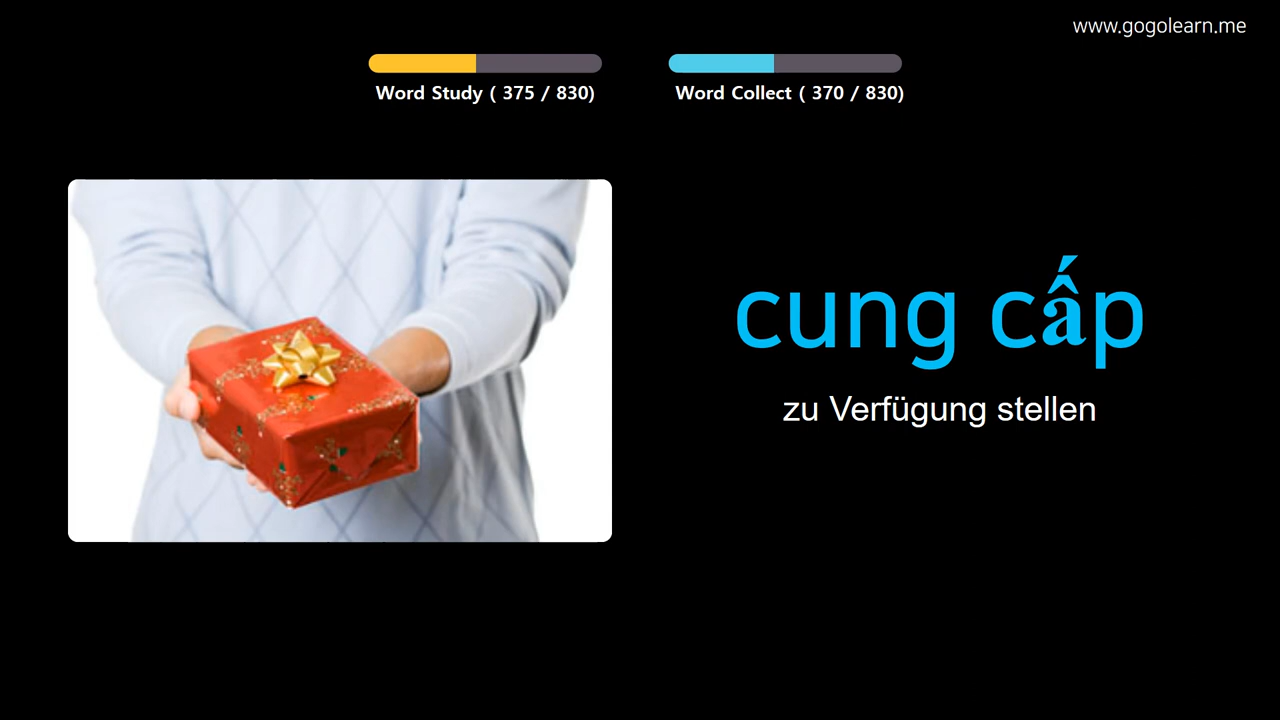 www.gogolearn.me
Word Study ( 375 / 830)
Word Collect ( 370 / 830)
cung cấp
zu Verfügung stellen